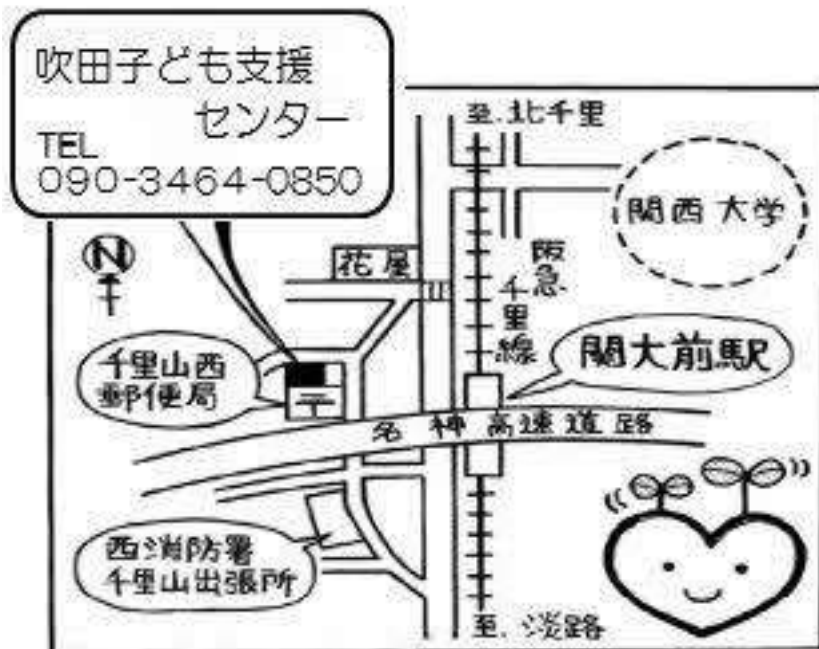 吹田子ども支援
センター
TEL
090-3464-0850
至.北千里
関西大学
N
花屋
阪急
千里線
千里山西
郵便局
関大前駅
〒
名神高速道路
西消防署
千里山出張所
至.淡路